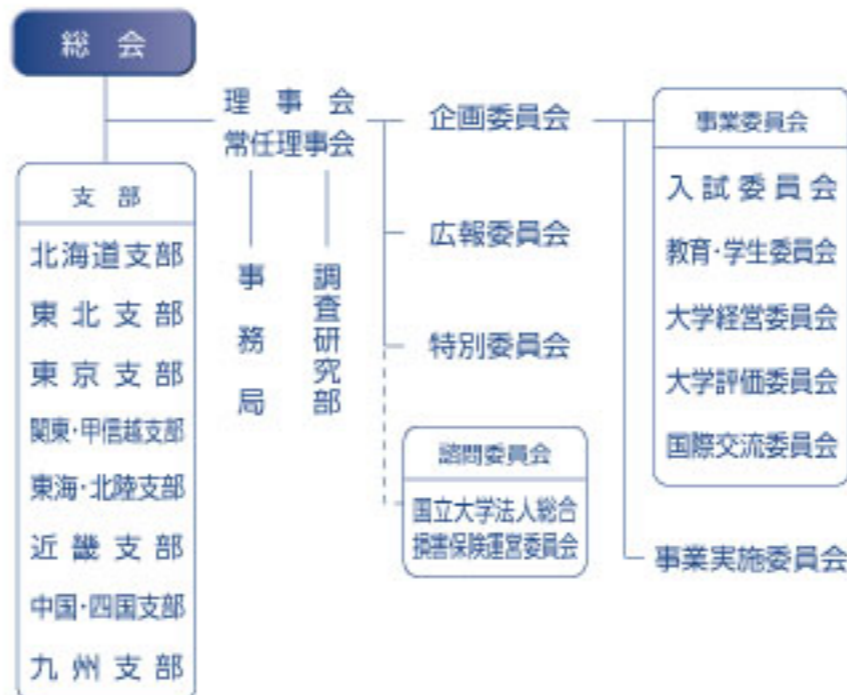 総会
理事会
常任理事会
事務局
調査研究部
支部
北海道支部
東北支部
東京支部
関東・甲信越支部
東海・北陸支部
近畿支部
中国・四国支部
九州支部
企画委員会
広報委員会
特別委員会
諮問委員会
国立大学法人総合
損害保険運営委員会
事業委員会
入試委員会
教育・学生委員会
大学経営委員会
大学評価委員会
国際交流委員会
事業実施委員会